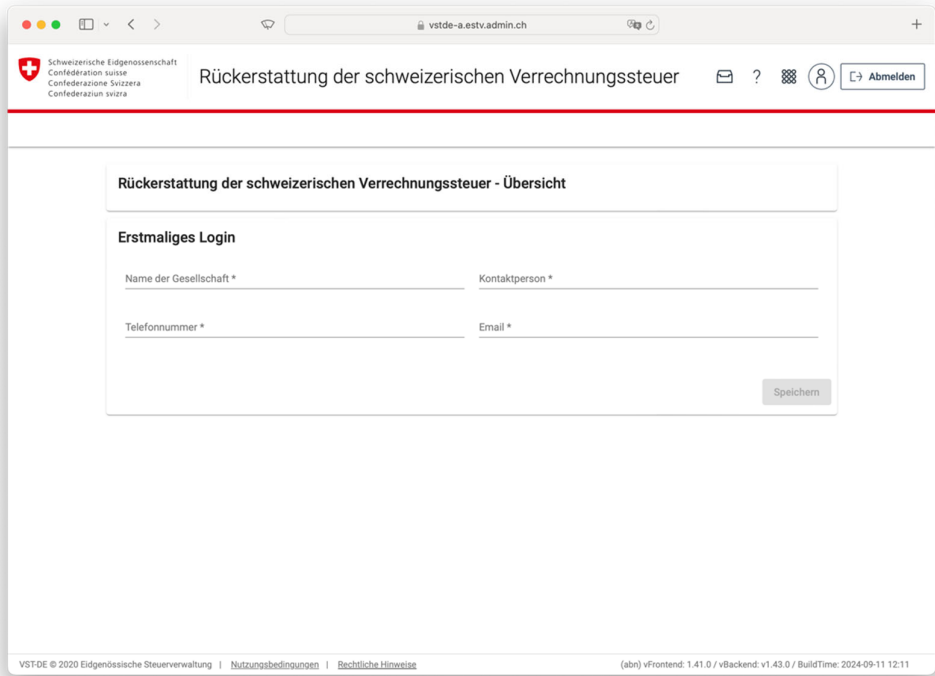 vstde-a.estv.admin.ch
Schweizerische Eidgenossenschaft
Confédération suisse
Confederazione Svizzera
Confederaziun svizra
Rückerstattung der schweizerischen Verrechnungssteuer
?
Abmelden
Rückerstattung der schweizerischen Verrechnungssteuer - Übersicht
Erstmaliges Login
Name der Gesellschaft * Kontaktperson *
Telefonnummer * Email *
Speichern
VST-DE © 2020 Eidgenössische Steuerverwaltung | Nutzungsbedingungen | Rechtliche Hinweise (abn) vFrontend: 1.41.0 / vBackend: v1.43.0 / BuildTime: 2024-09-11 12:11